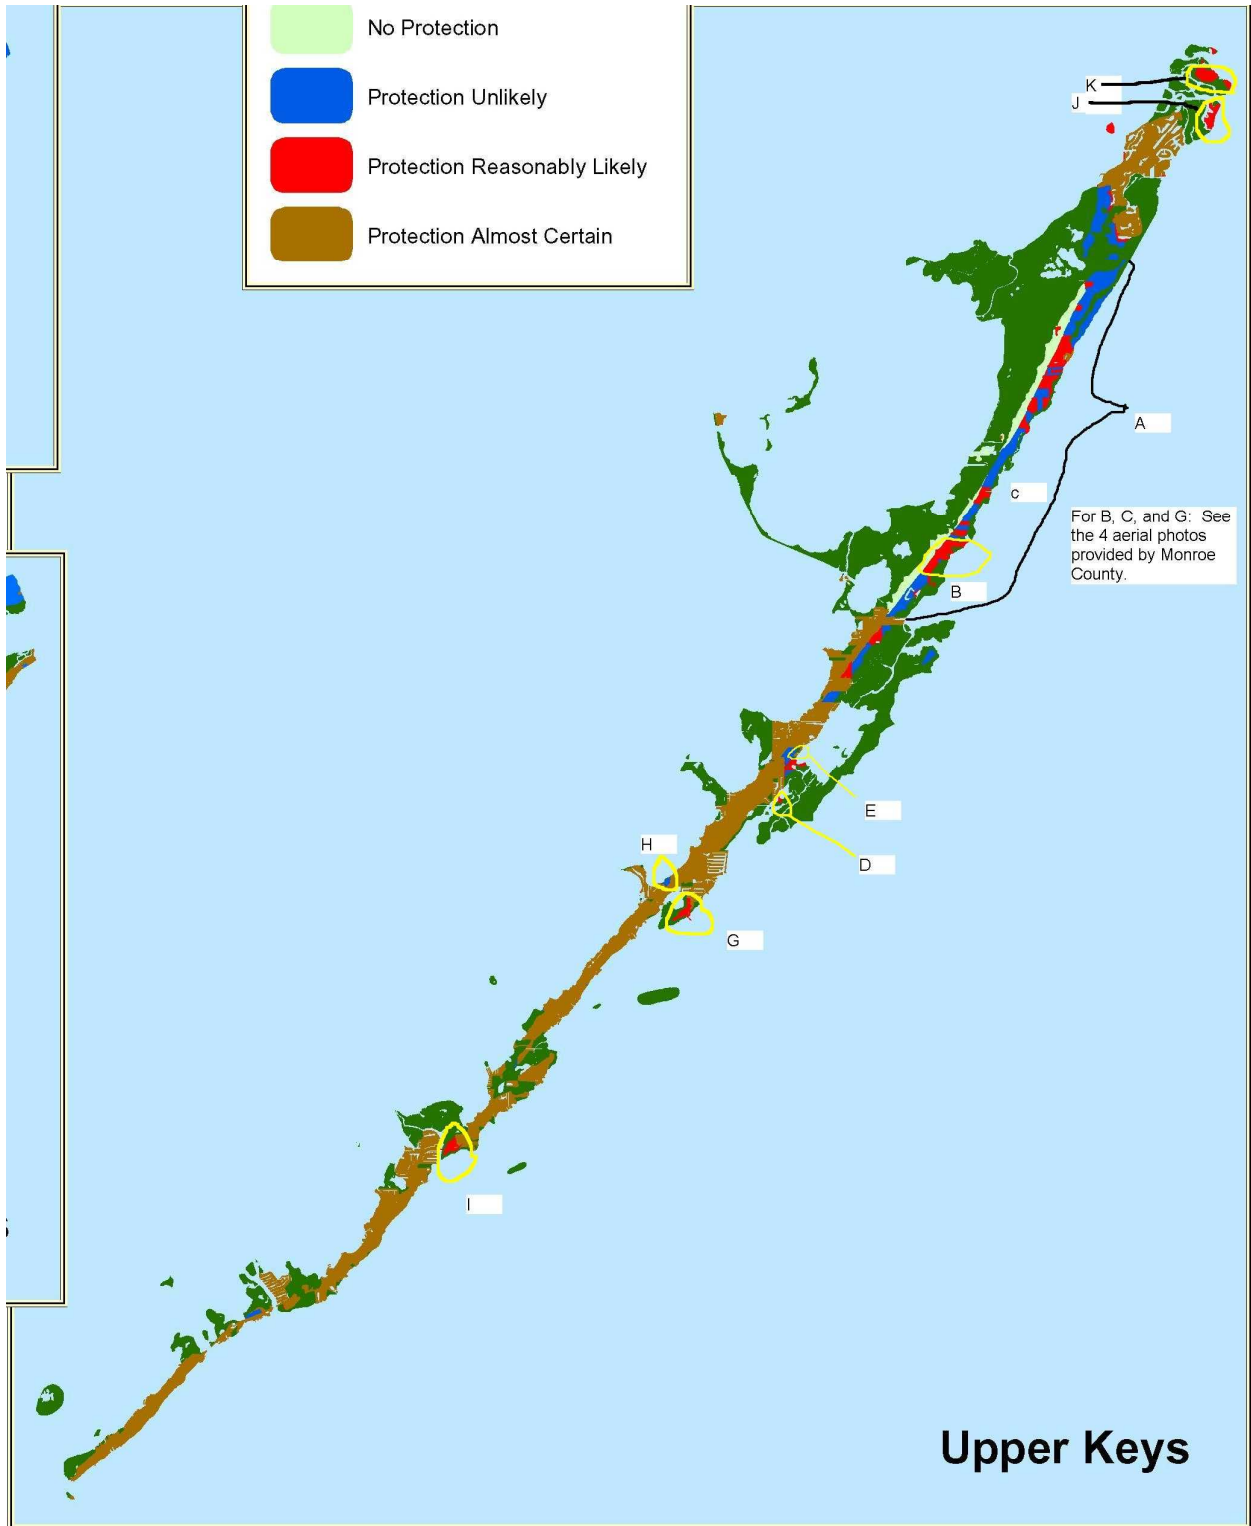 No Protection
Protection Unlikely
Protection Reasonably Likely
Protection Almost Certain
K
J
A
c
For B, C, and G: See
the 4 aerial photos
provided by Monroe
County.
B
E
D
H
G
I
Upper Keys